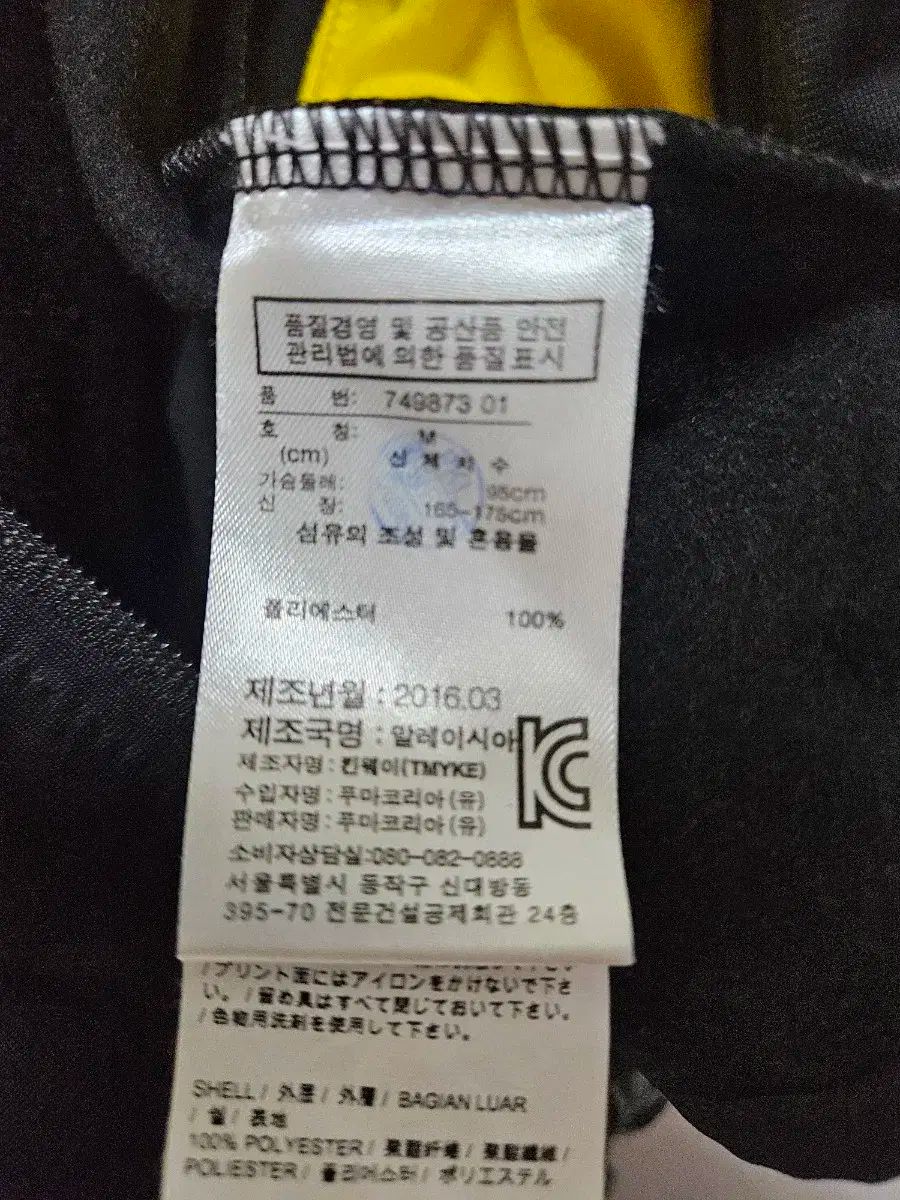 품질경영 및 공산품 안전
관리법에 의한 품질표시
품 번: 749873 01
호 칭: M
(cm) 신 체 치 수
가슴둘레: 95cm
신 장: 165-175cm
섬유의 조성 및 혼용율
폴리에스터 100%
제조년월 : 2016.03
제조국명 : 말레이시아
제조자명 : 킨웨이(TMYKE)
수입자명 : 푸마코리아 (유)
판매자명 : 푸마코리아 (유)
소비자상담실:080-082-0888
서울특별시 동작구 신대방동
395-70 전문건설공제회관 24층
/プリント面にはアイロンをかけないで下さ
い。/留め具はすべて閉じておいて下さい。
/色物用洗剤を使用して下さい。
SHELL / 外层 / 外層 / BAGIAN LUAR
/ 쉘 / 表地
100% POLYESTER / 聚酯纤维 / 聚酯纖維 /
POLIESTER / 폴리에스터 / ポリエステル